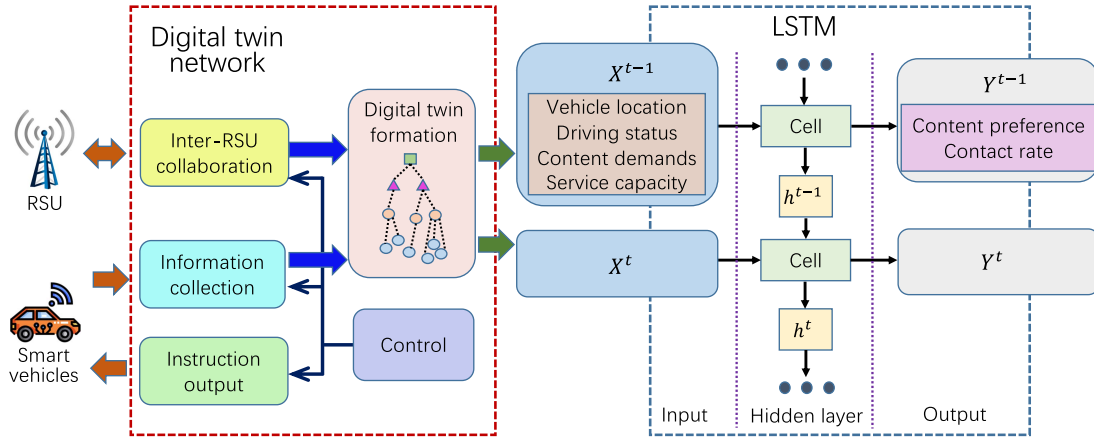 Digital twin
network
RSU
Inter-RSU
collaboration
Digital twin
formation
Smart
vehicles
Information
collection
Instruction
output
Control
LSTM
X^{t-1}
Vehicle location
Driving status
Content demands
Service capacity
Cell
Y^{t-1}
Content preference
Contact rate
h^{t-1}
X^t
Cell
Y^t
h^t
Input
Hidden layer
Output